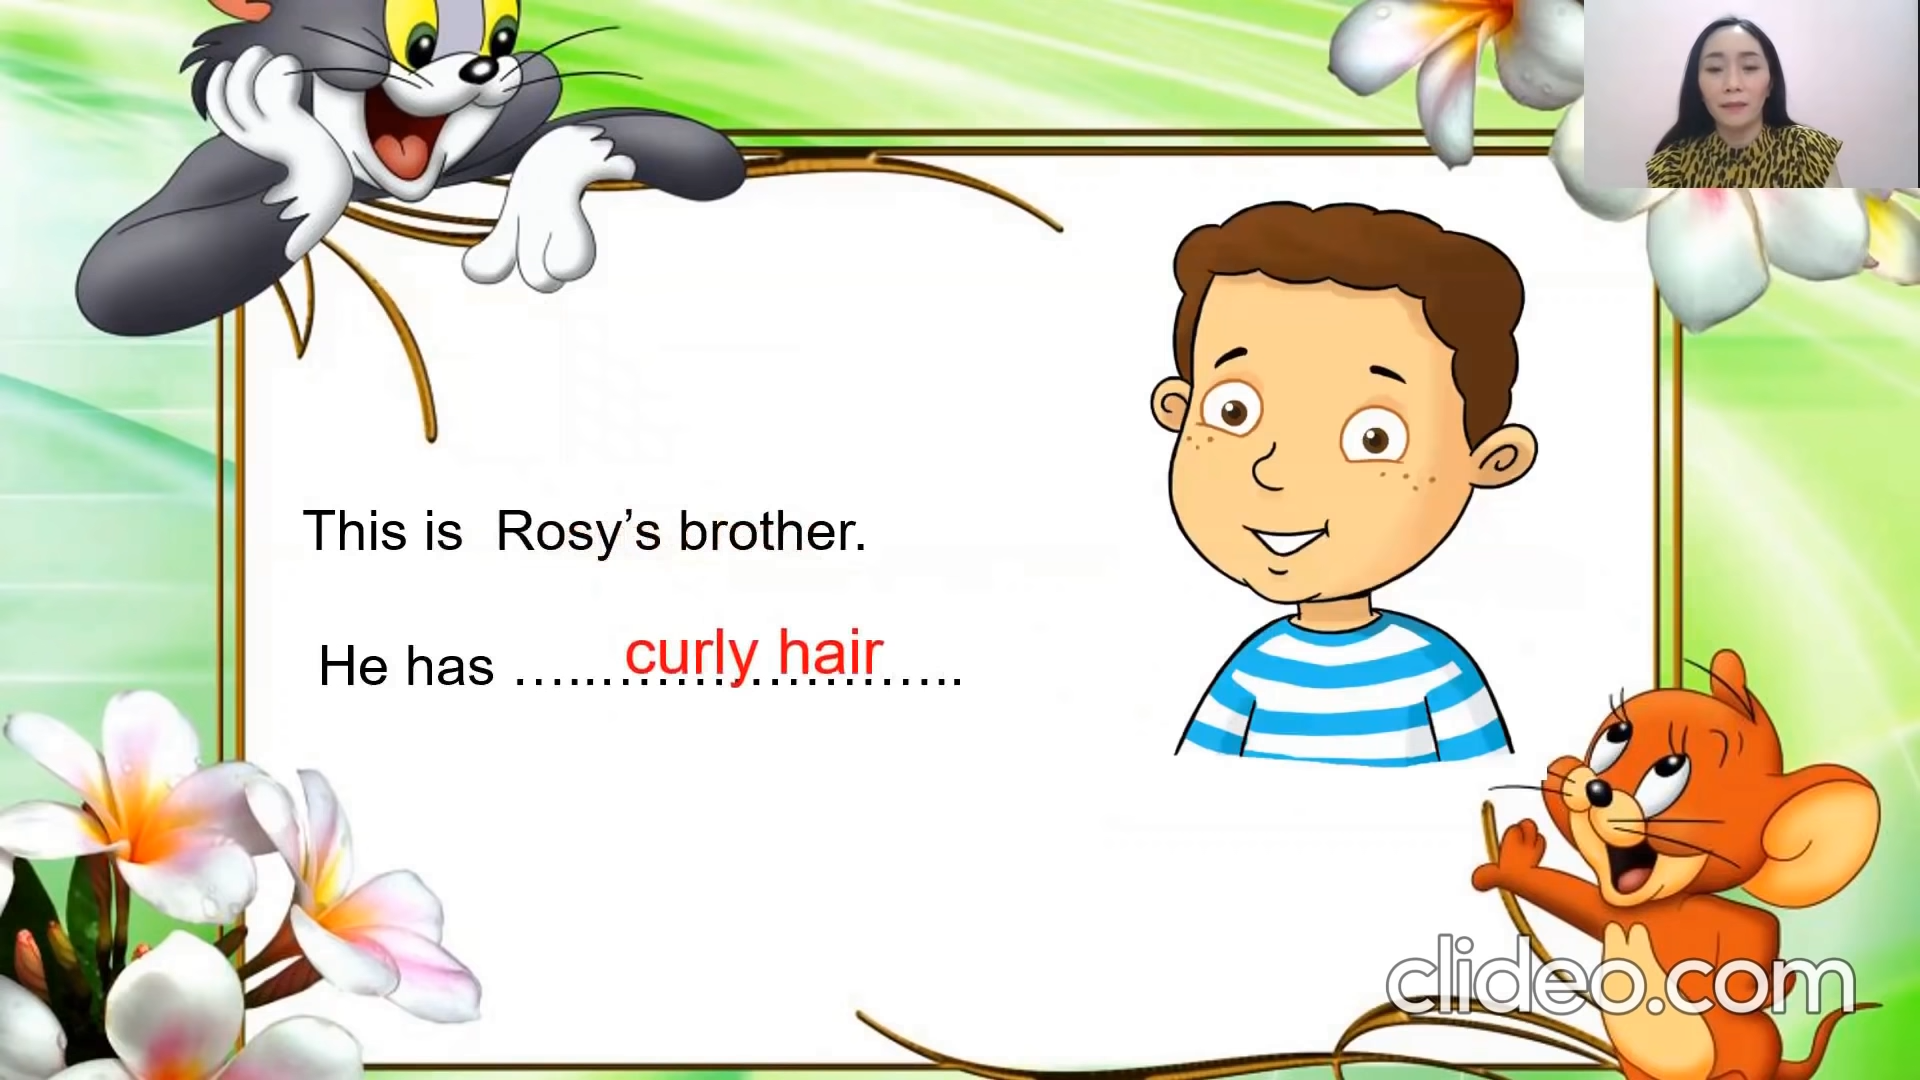 This is Rosy’s brother.
He has ........................ curly hair
clideo.com